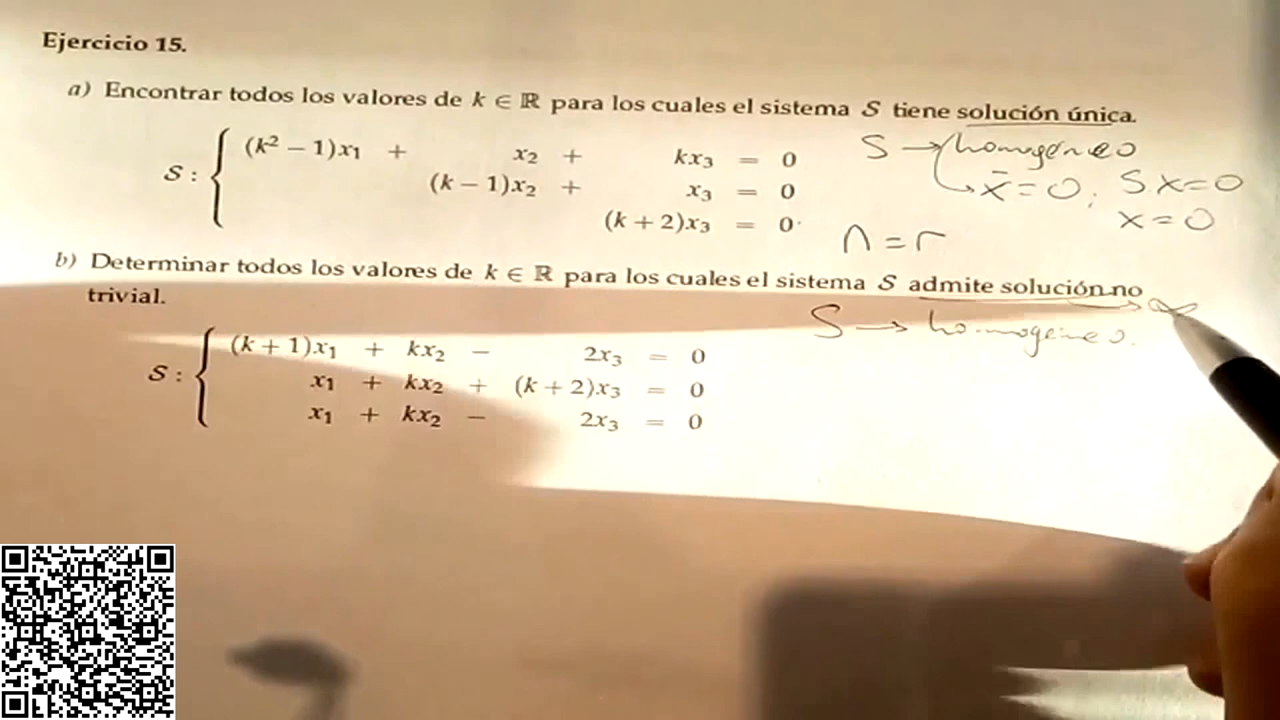 Ejercicio 15.
a) Encontrar todos los valores de k ∈ ℝ para los cuales el sistema S tiene solución única.
(k² − 1)x₁ + x₂ + kx₃ = 0
S : { (k − 1)x₂ + x₃ = 0
(k + 2)x₃ = 0.
S → homogéneo
x̄ = 0; S.x=0
x = 0
n = r
b) Determinar todos los valores de k ∈ ℝ para los cuales el sistema S admite solución no
trivial.
→ ∞
S → homogéneo.
(k + 1)x₁ + kx₂ − 2x₃ = 0
S : { x₁ + kx₂ + (k + 2)x₃ = 0
x₁ + kx₂ − 2x₃ = 0